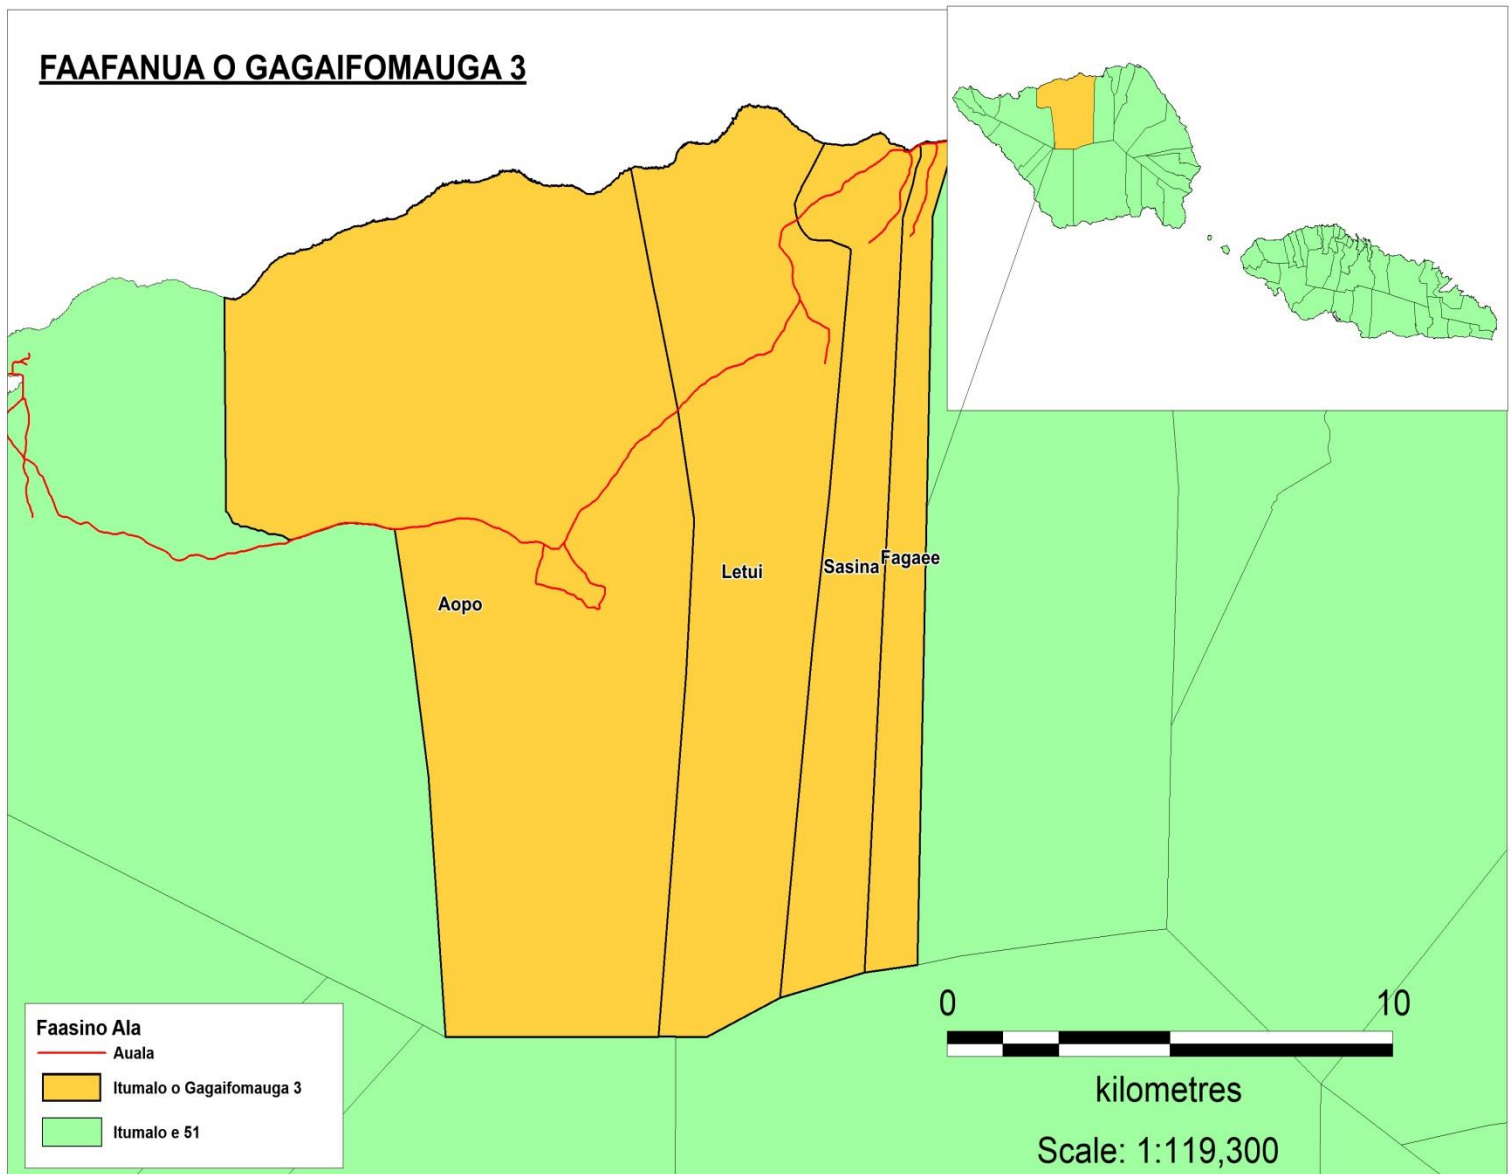 FAAFANUA O GAGAIFOMAUGA 3
Aopo
Letui
Sasina
Fagaee
Faasino Ala
Auala
Itumalo o Gagaifomauga 3
Itumalo e 51
0 10
kilometres
Scale: 1:119,300